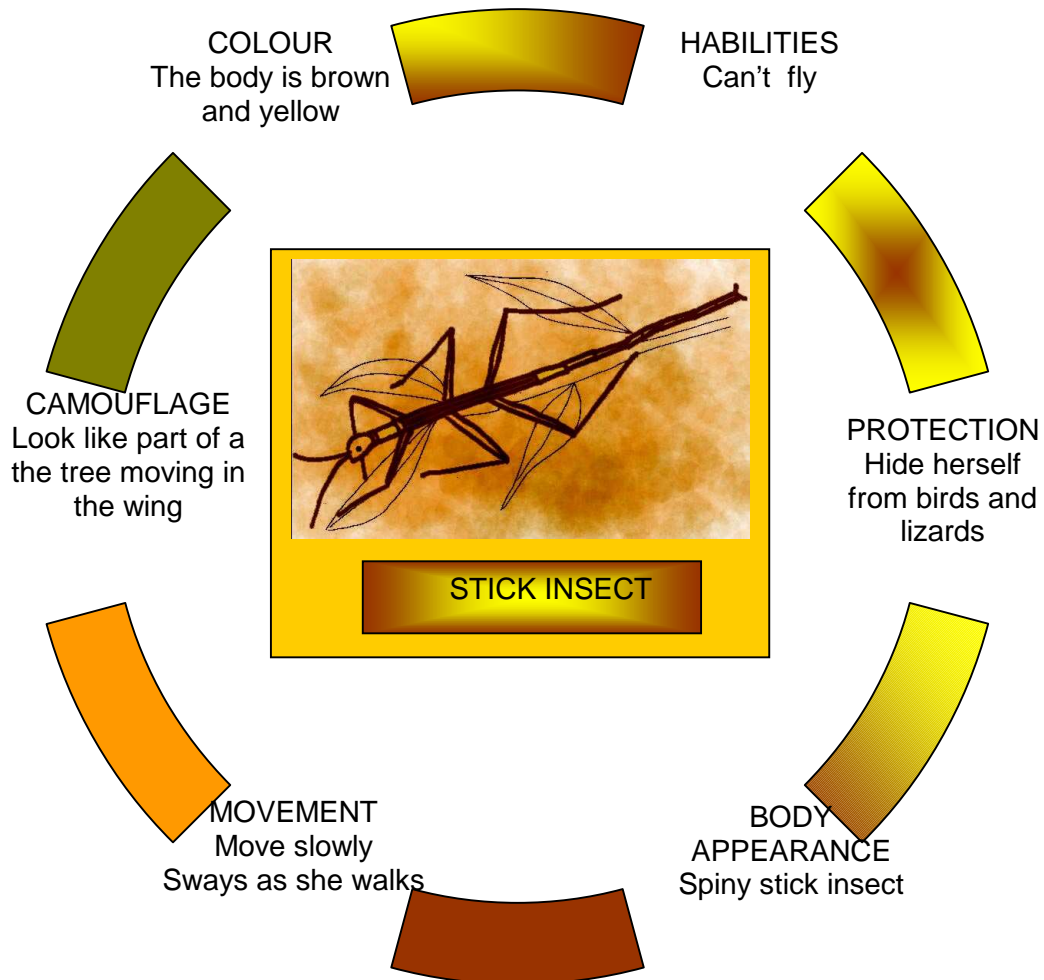 COLOUR
The body is brown
and yellow
HABILITIES
Can't  fly
CAMOUFLAGE
Look like part of a
the tree moving in
the wing
PROTECTION
Hide herself
from birds and
lizards
STICK INSECT
MOVEMENT
Move slowly
Sways as she walks
BODY
APPEARANCE
Spiny stick insect